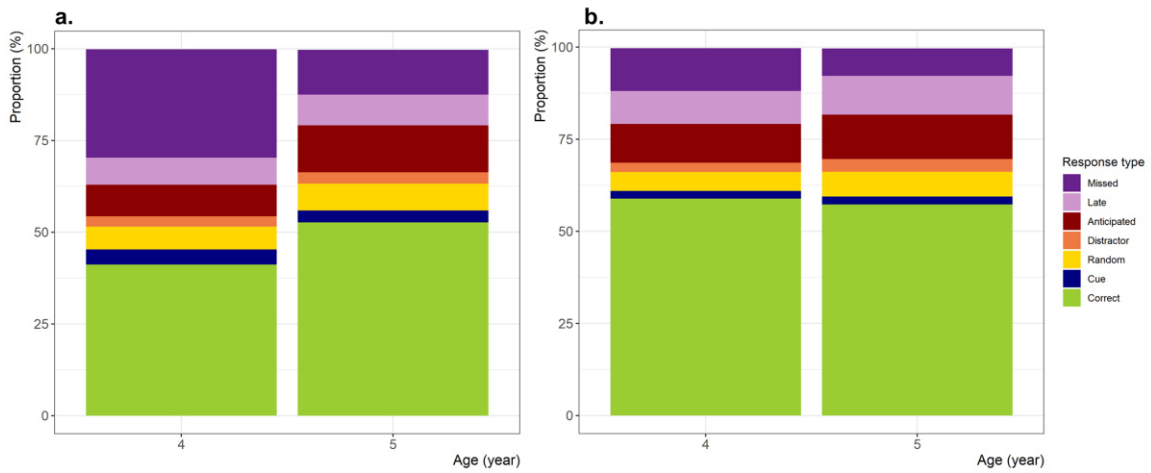 a.
Proportion (%)
100
75
50
25
0
4
5
Age (year)
b.
Proportion (%)
100
75
50
25
0
4
5
Age (year)
Response type
Missed
Late
Anticipated
Distractor
Random
Cue
Correct